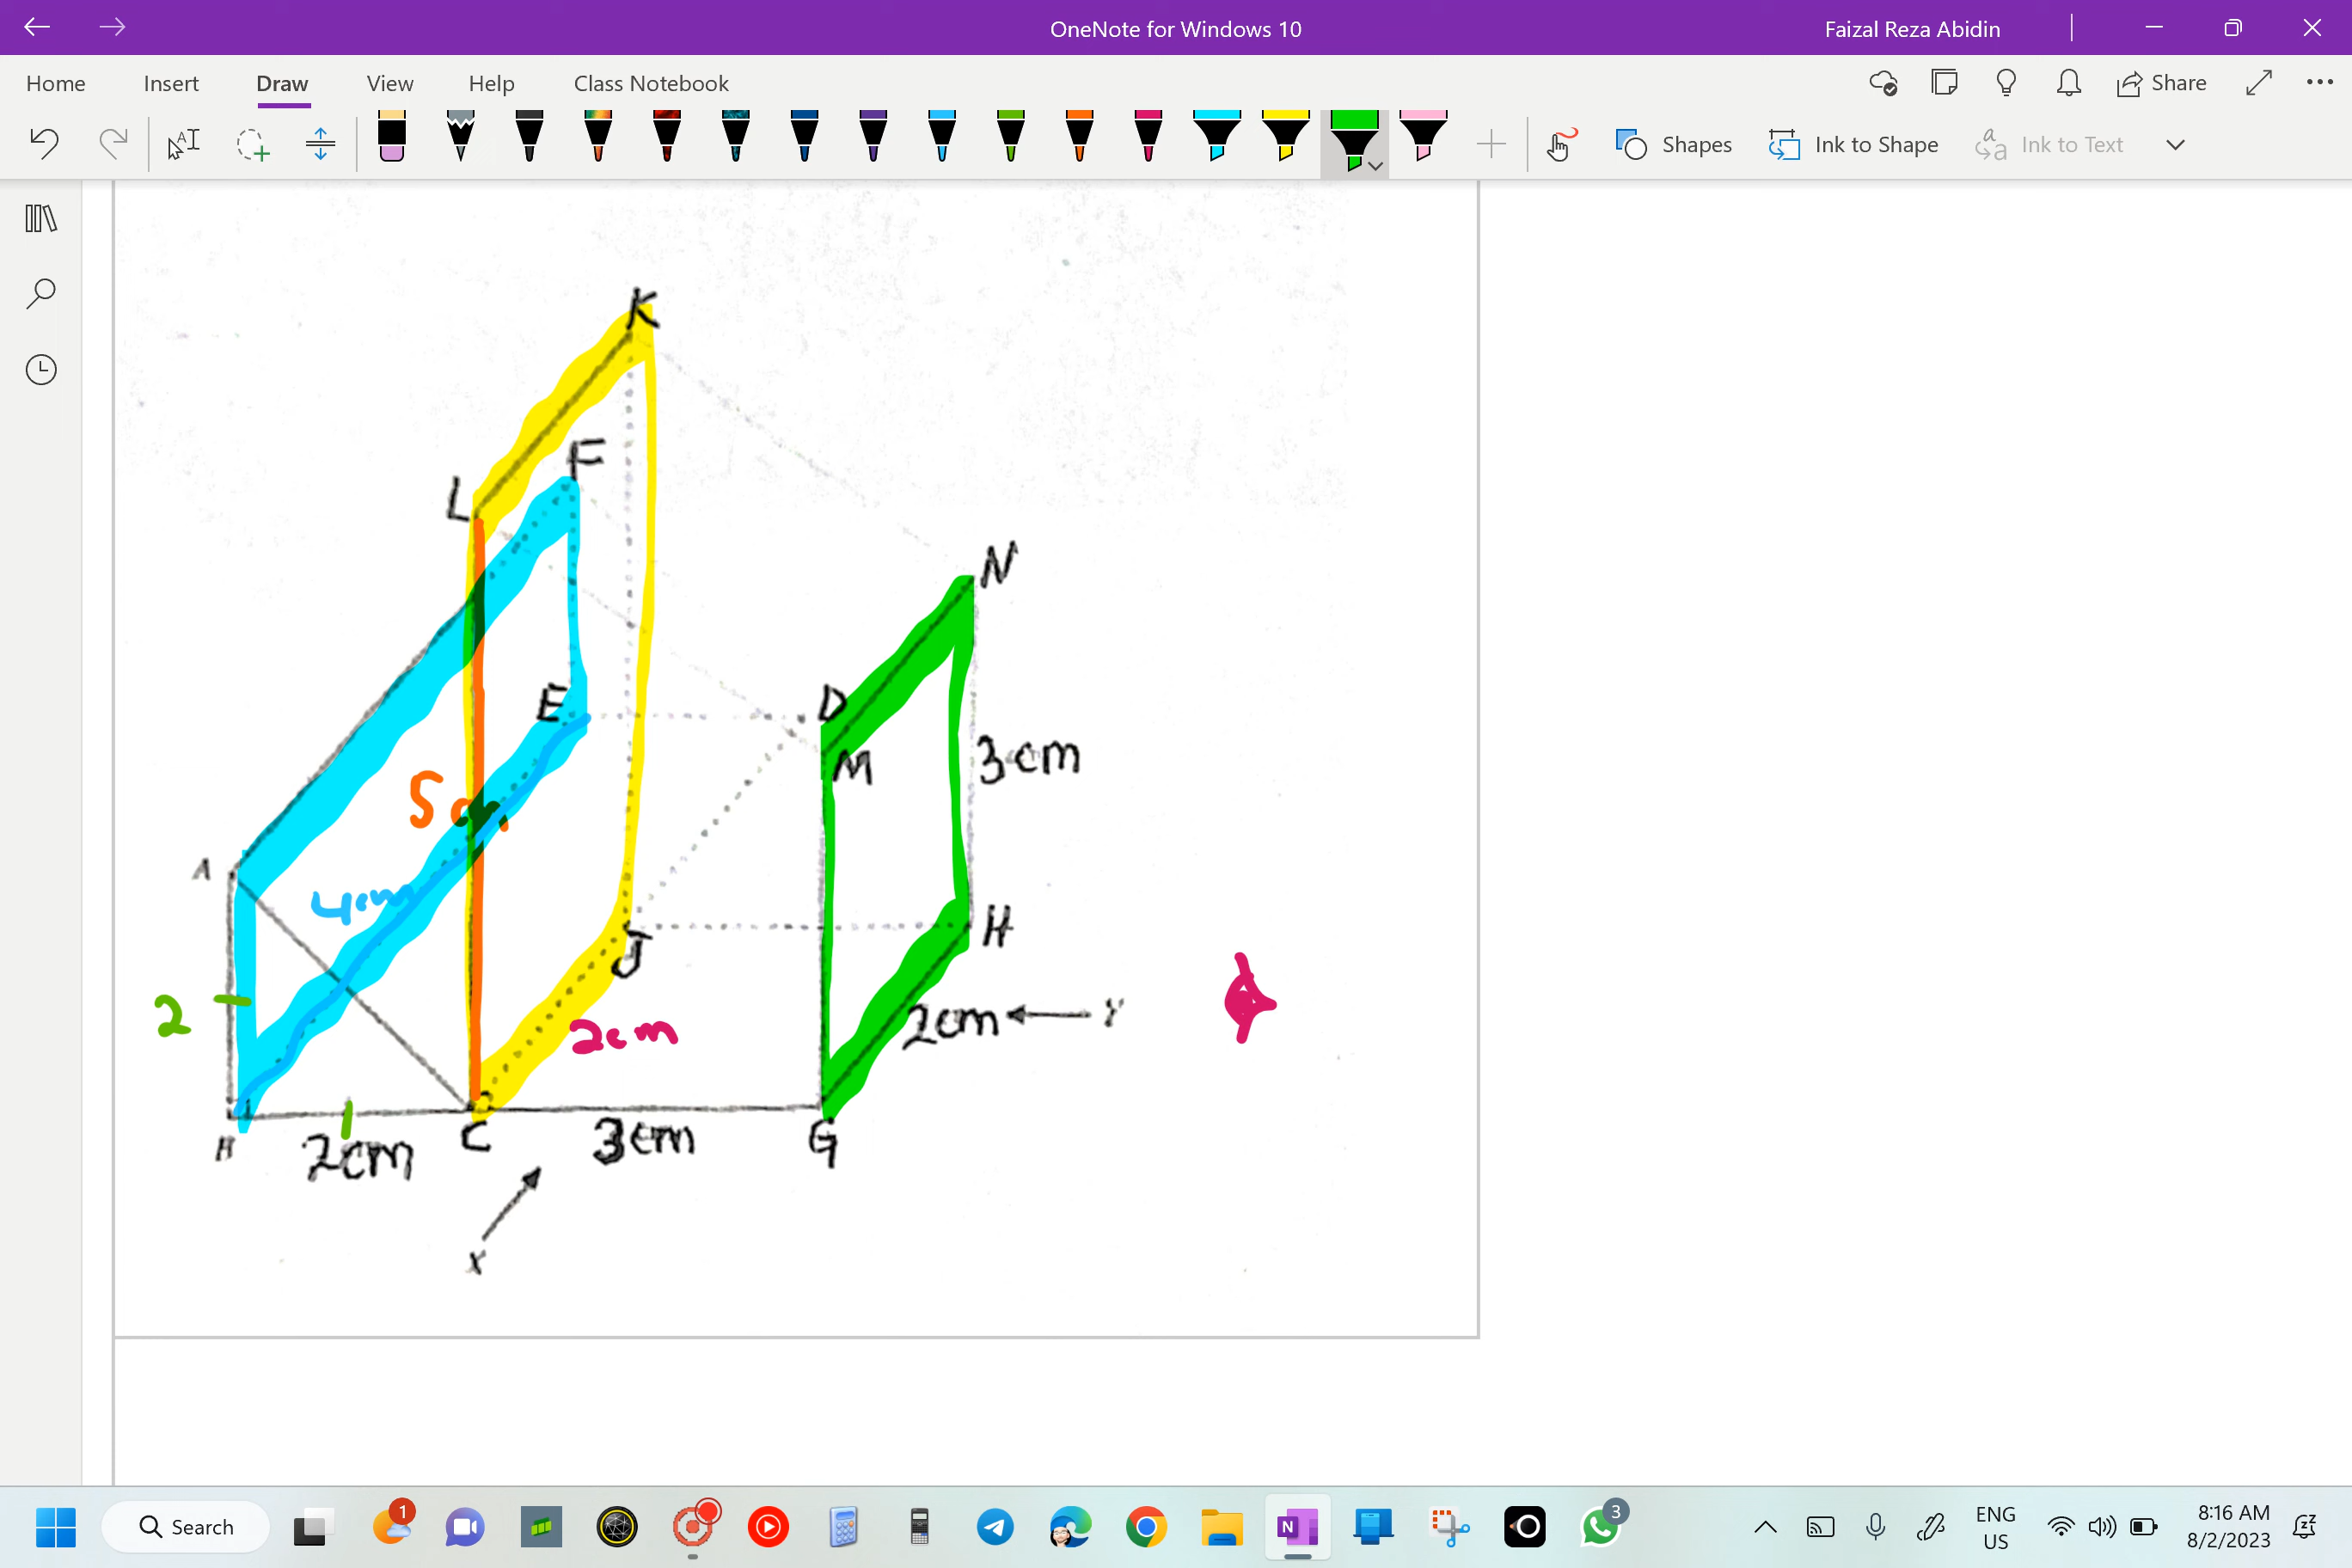 OneNote for Windows 10
Faizal Reza Abidin
Home Insert Draw View Help Class Notebook
Share
Shapes Ink to Shape Ink to Text
K
F
L
N
E
D
M
3cm
5cm
A
4cm
H
J
2
2cm
2cm
Y
H
2cm
C
3cm
G
X
1
3
Search
ENG
US
8:16 AM
8/2/2023